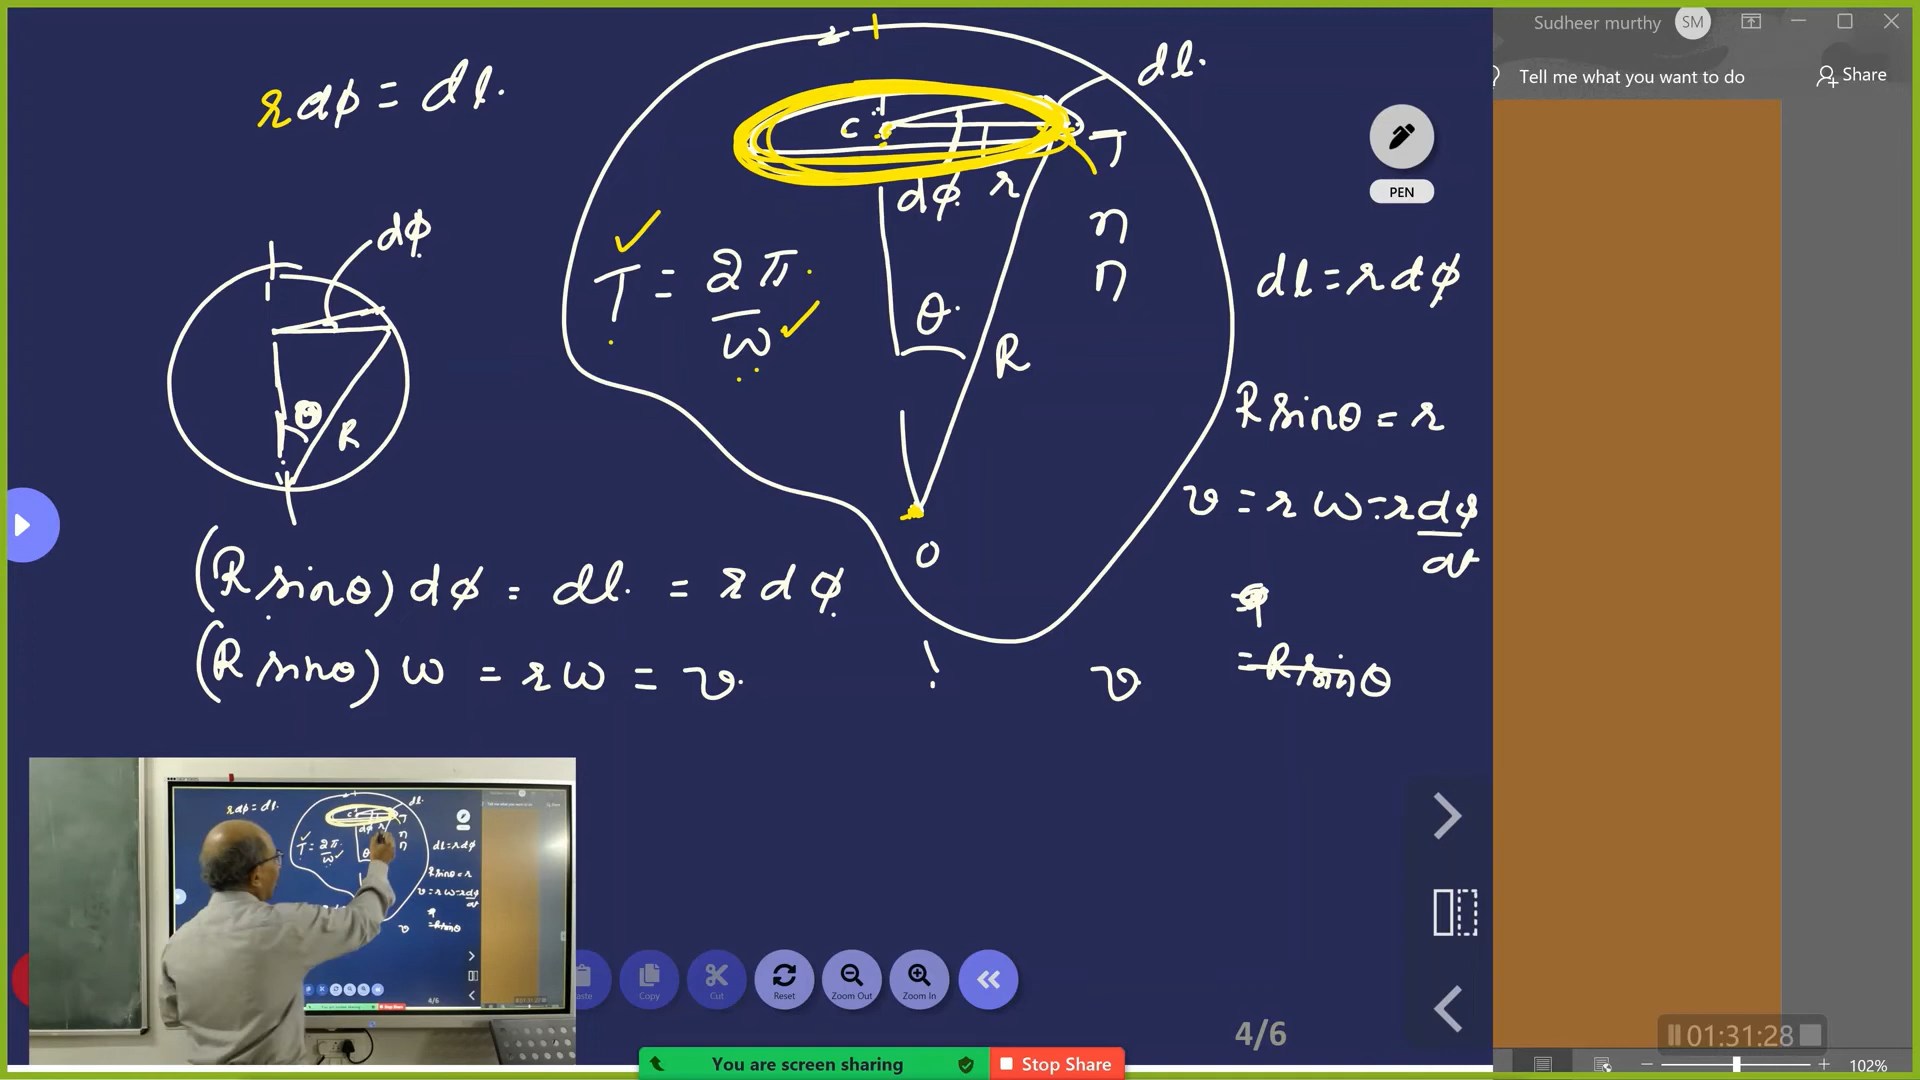 Sudheer murthy SM
Tell me what you want to do
Share
PEN
r dφ = dl.
dl.
C
T
dφ r
n
n
dφ
T = 2π
ω
θ
R
θ
R
O
dl = r dφ
R sinθ = r
v = r ω = r dφ
dt
= R sinθ
(R sinθ) dφ = dl. = r dφ
(R sinθ) ω = rω = v.
v
Copy
Cut
Reset
Zoom Out
Zoom In
4/6
01:31:28
You are screen sharing
Stop Share
102%